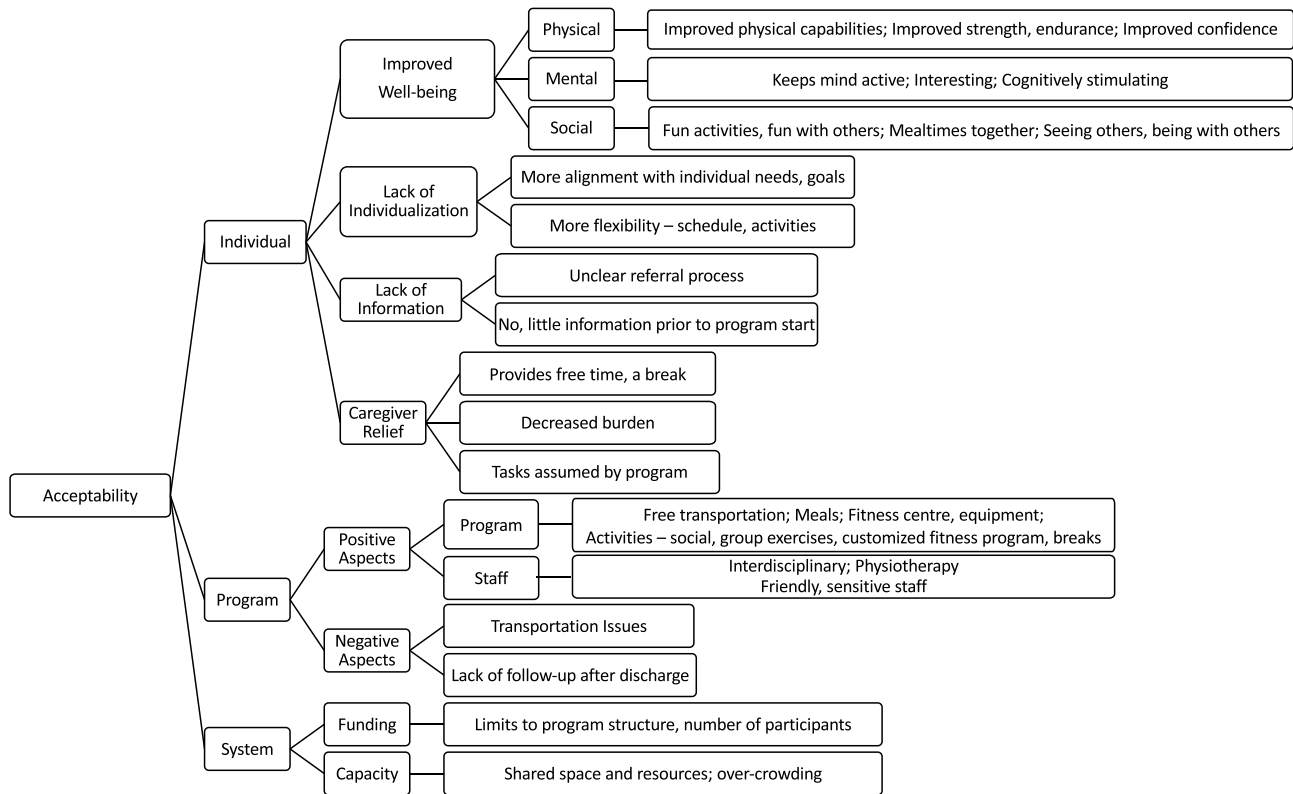 Acceptability
Individual
Improved
Well-being
Physical
Improved physical capabilities; Improved strength, endurance; Improved confidence
Mental
Keeps mind active; Interesting; Cognitively stimulating
Social
Fun activities, fun with others; Mealtimes together; Seeing others, being with others
Lack of
Individualization
More alignment with individual needs, goals
More flexibility – schedule, activities
Lack of
Information
Unclear referral process
No, little information prior to program start
Caregiver
Relief
Provides free time, a break
Decreased burden
Tasks assumed by program
Program
Positive
Aspects
Program
Free transportation; Meals; Fitness centre, equipment;
Activities – social, group exercises, customized fitness program, breaks
Staff
Interdisciplinary; Physiotherapy
Friendly, sensitive staff
Negative
Aspects
Transportation Issues
Lack of follow-up after discharge
System
Funding
Limits to program structure, number of participants
Capacity
Shared space and resources; over-crowding